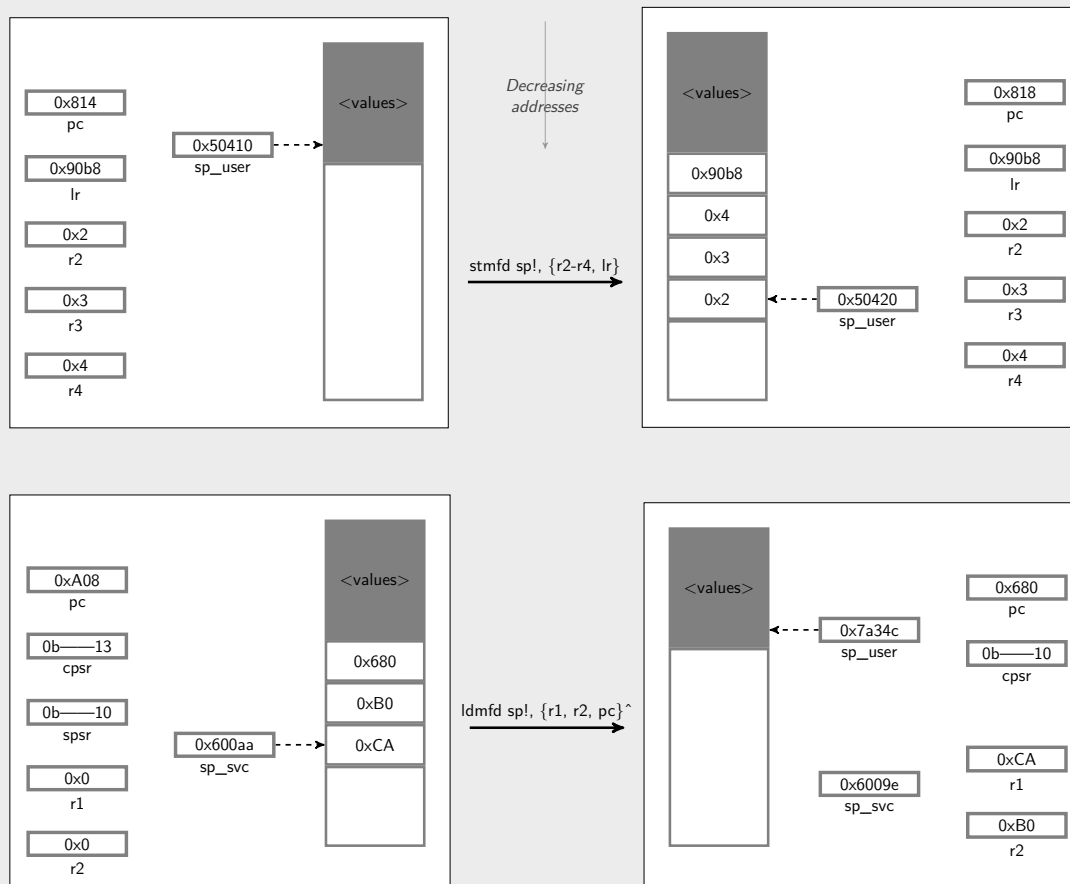 0x814
pc
0x90b8
lr
0x2
r2
0x3
r3
0x4
r4
0x50410
sp_user
<values>
Decreasing
addresses
stmfd sp!, {r2-r4, lr}
<values>
0x90b8
0x4
0x3
0x2
0x50420
sp_user
0x818
pc
0x90b8
lr
0x2
r2
0x3
r3
0x4
r4
0xA08
pc
0b——13
cpsr
0b——10
spsr
0x0
r1
0x0
r2
0x600aa
sp_svc
<values>
0x680
0xB0
0xCA
ldmfd sp!, {r1, r2, pc}^
<values>
0x7a34c
sp_user
0x6009e
sp_svc
0x680
pc
0b——10
cpsr
0xCA
r1
0xB0
r2